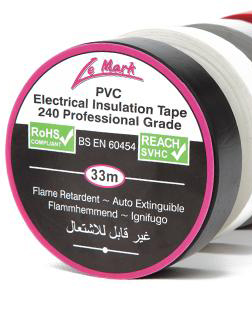 Le Mark
PVC
Electrical Insulation Tape
240 Professional Grade
RoHS
COMPLIANT
BS EN 60454
REACH
SVHC
33m
Flame Retardent ~ Auto Extinguible
Flammhemmend ~ Ignifugo
غير قابل للاشتعال